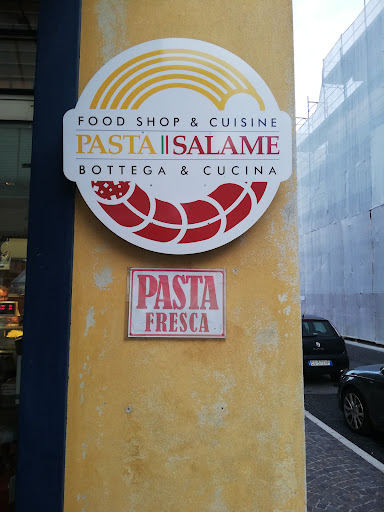 FOOD SHOP & CUISINE
PASTA SALAME
BOTTEGA & CUCINA
PASTA
FRESCA